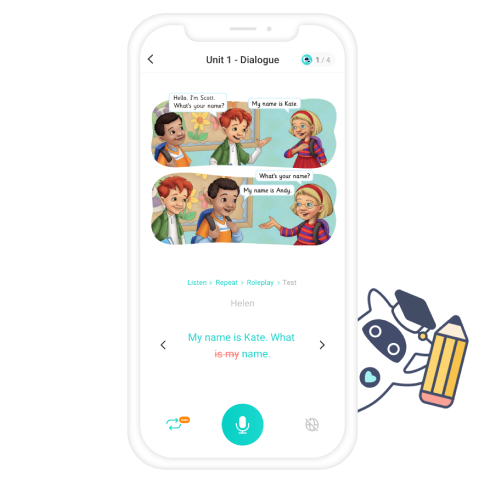 Unit 1 - Dialogue
1 / 4
Hello. I'm Scott.
What's your name?
My name is Kate.
What's your name?
My name is Andy.
Listen > Repeat > Roleplay > Test
Helen
My name is Kate. What
is my name.